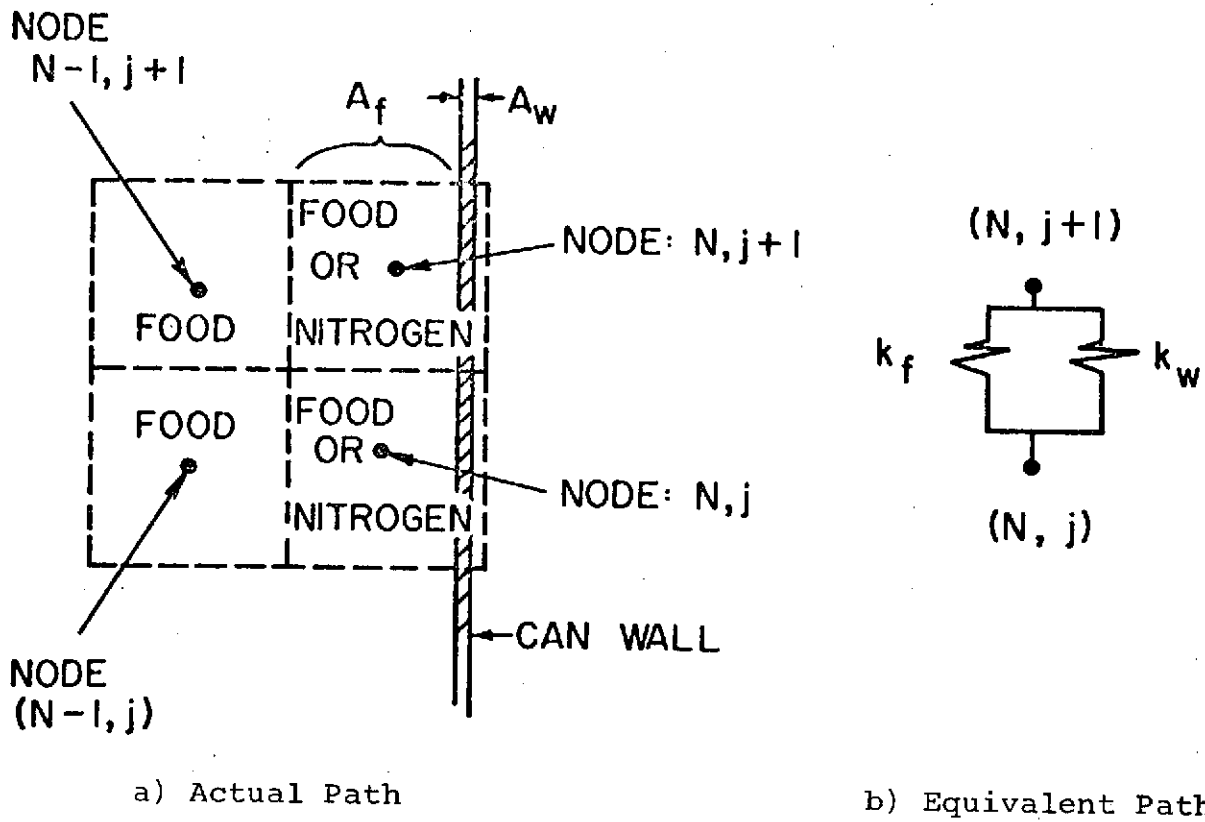 NODE
N-1, j+1
A_f
A_w
FOOD
OR
NITROGEN
NODE: N, j+1
FOOD
FOOD
FOOD
OR
NITROGEN
NODE: N, j
CAN WALL
NODE
(N-1, j)
a) Actual Path
(N, j+1)
k_f
k_w
(N, j)
b) Equivalent Path